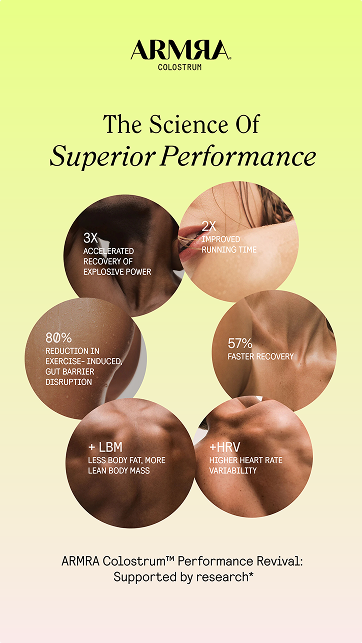 ARMRA
COLOSTRUM
The Science Of
Superior Performance
3X
ACCELERATED
RECOVERY OF
EXPLOSIVE POWER
2X
IMPROVED
RUNNING TIME
80%
REDUCTION IN
EXERCISE-INDUCED,
GUT BARRIER
DISRUPTION
57%
FASTER RECOVERY
+ LBM
LESS BODY FAT, MORE
LEAN BODY MASS
+HRV
HIGHER HEART RATE
VARIABILITY
ARMRA Colostrum™ Performance Revival:
Supported by research*